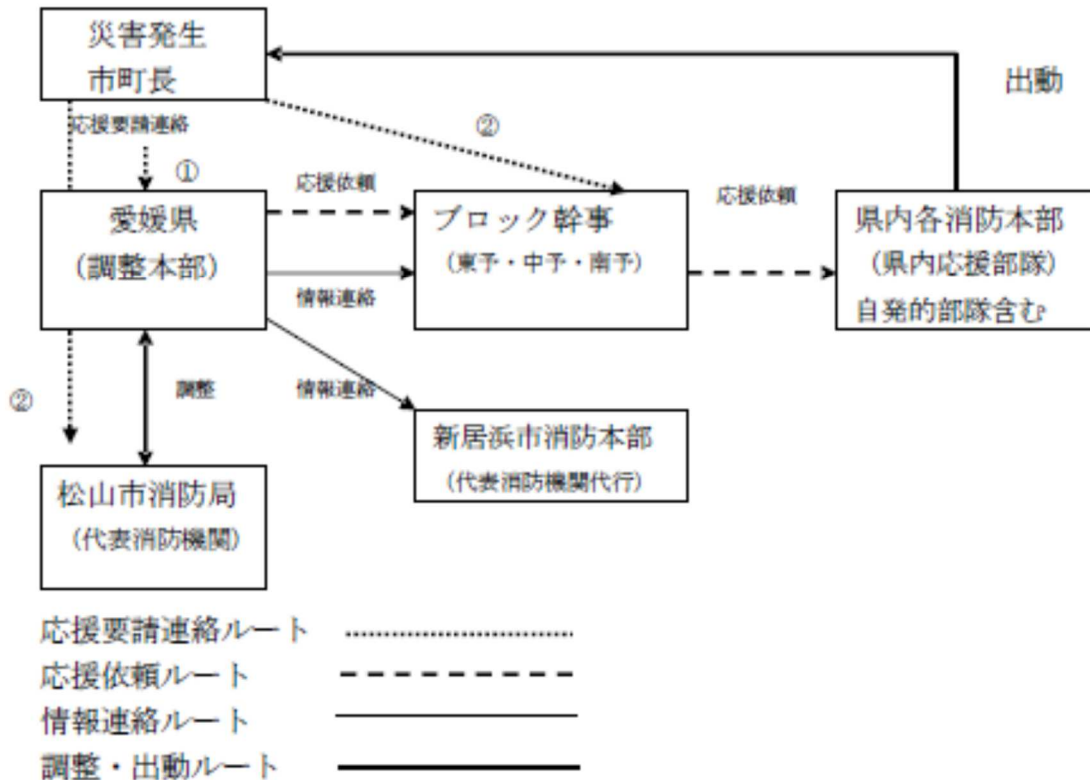 災害発生
市町長
出動
応援要請連絡
②
①
応援依頼
応援依頼
愛媛県
（調整本部）
ブロック幹事
（東予・中予・南予）
県内各消防本部
（県内応援部隊）
自発的部隊含む
情報連絡
②
調整
情報連絡
新居浜市消防本部
（代表消防機関代行）
松山市消防局
（代表消防機関）
応援要請連絡ルート
応援依頼ルート
情報連絡ルート
調整・出動ルート